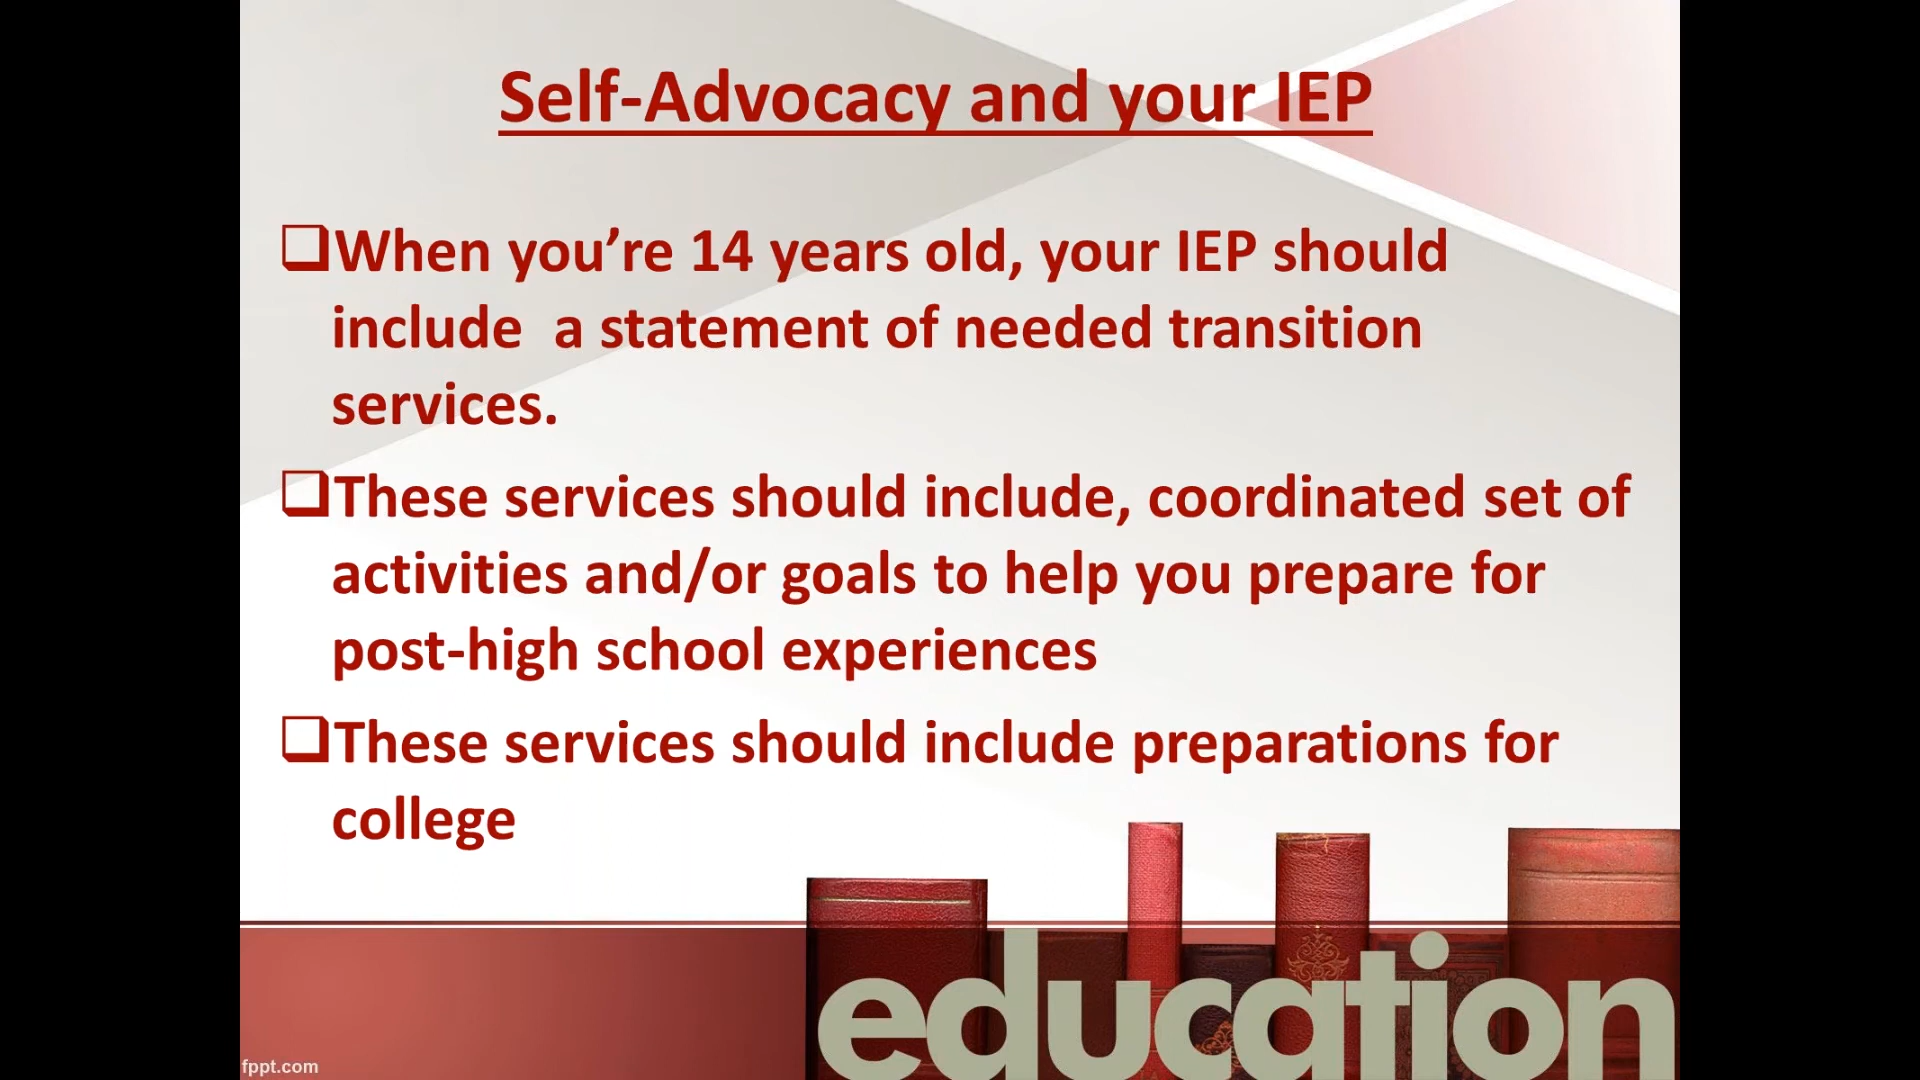 Self-Advocacy and your IEP
❑When you’re 14 years old, your IEP should
include  a statement of needed transition
services.
❑These services should include, coordinated set of
activities and/or goals to help you prepare for
post-high school experiences
❑These services should include preparations for
college
education
fppt.com